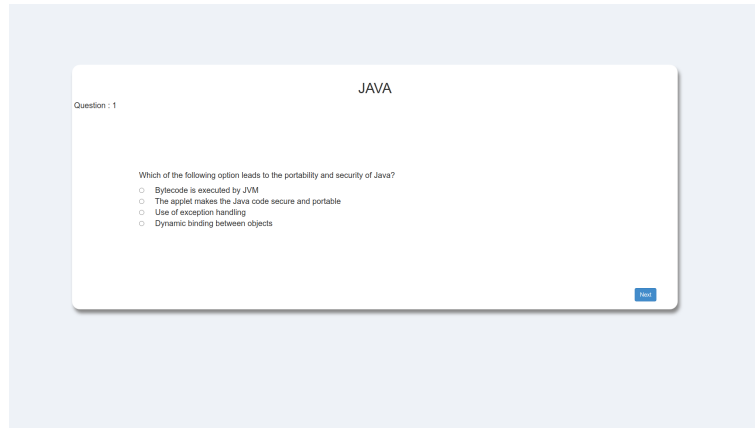 JAVA
Question : 1
Which of the following option leads to the portability and security of Java?
Bytecode is executed by JVM
The applet makes the Java code secure and portable
Use of exception handling
Dynamic binding between objects
Next